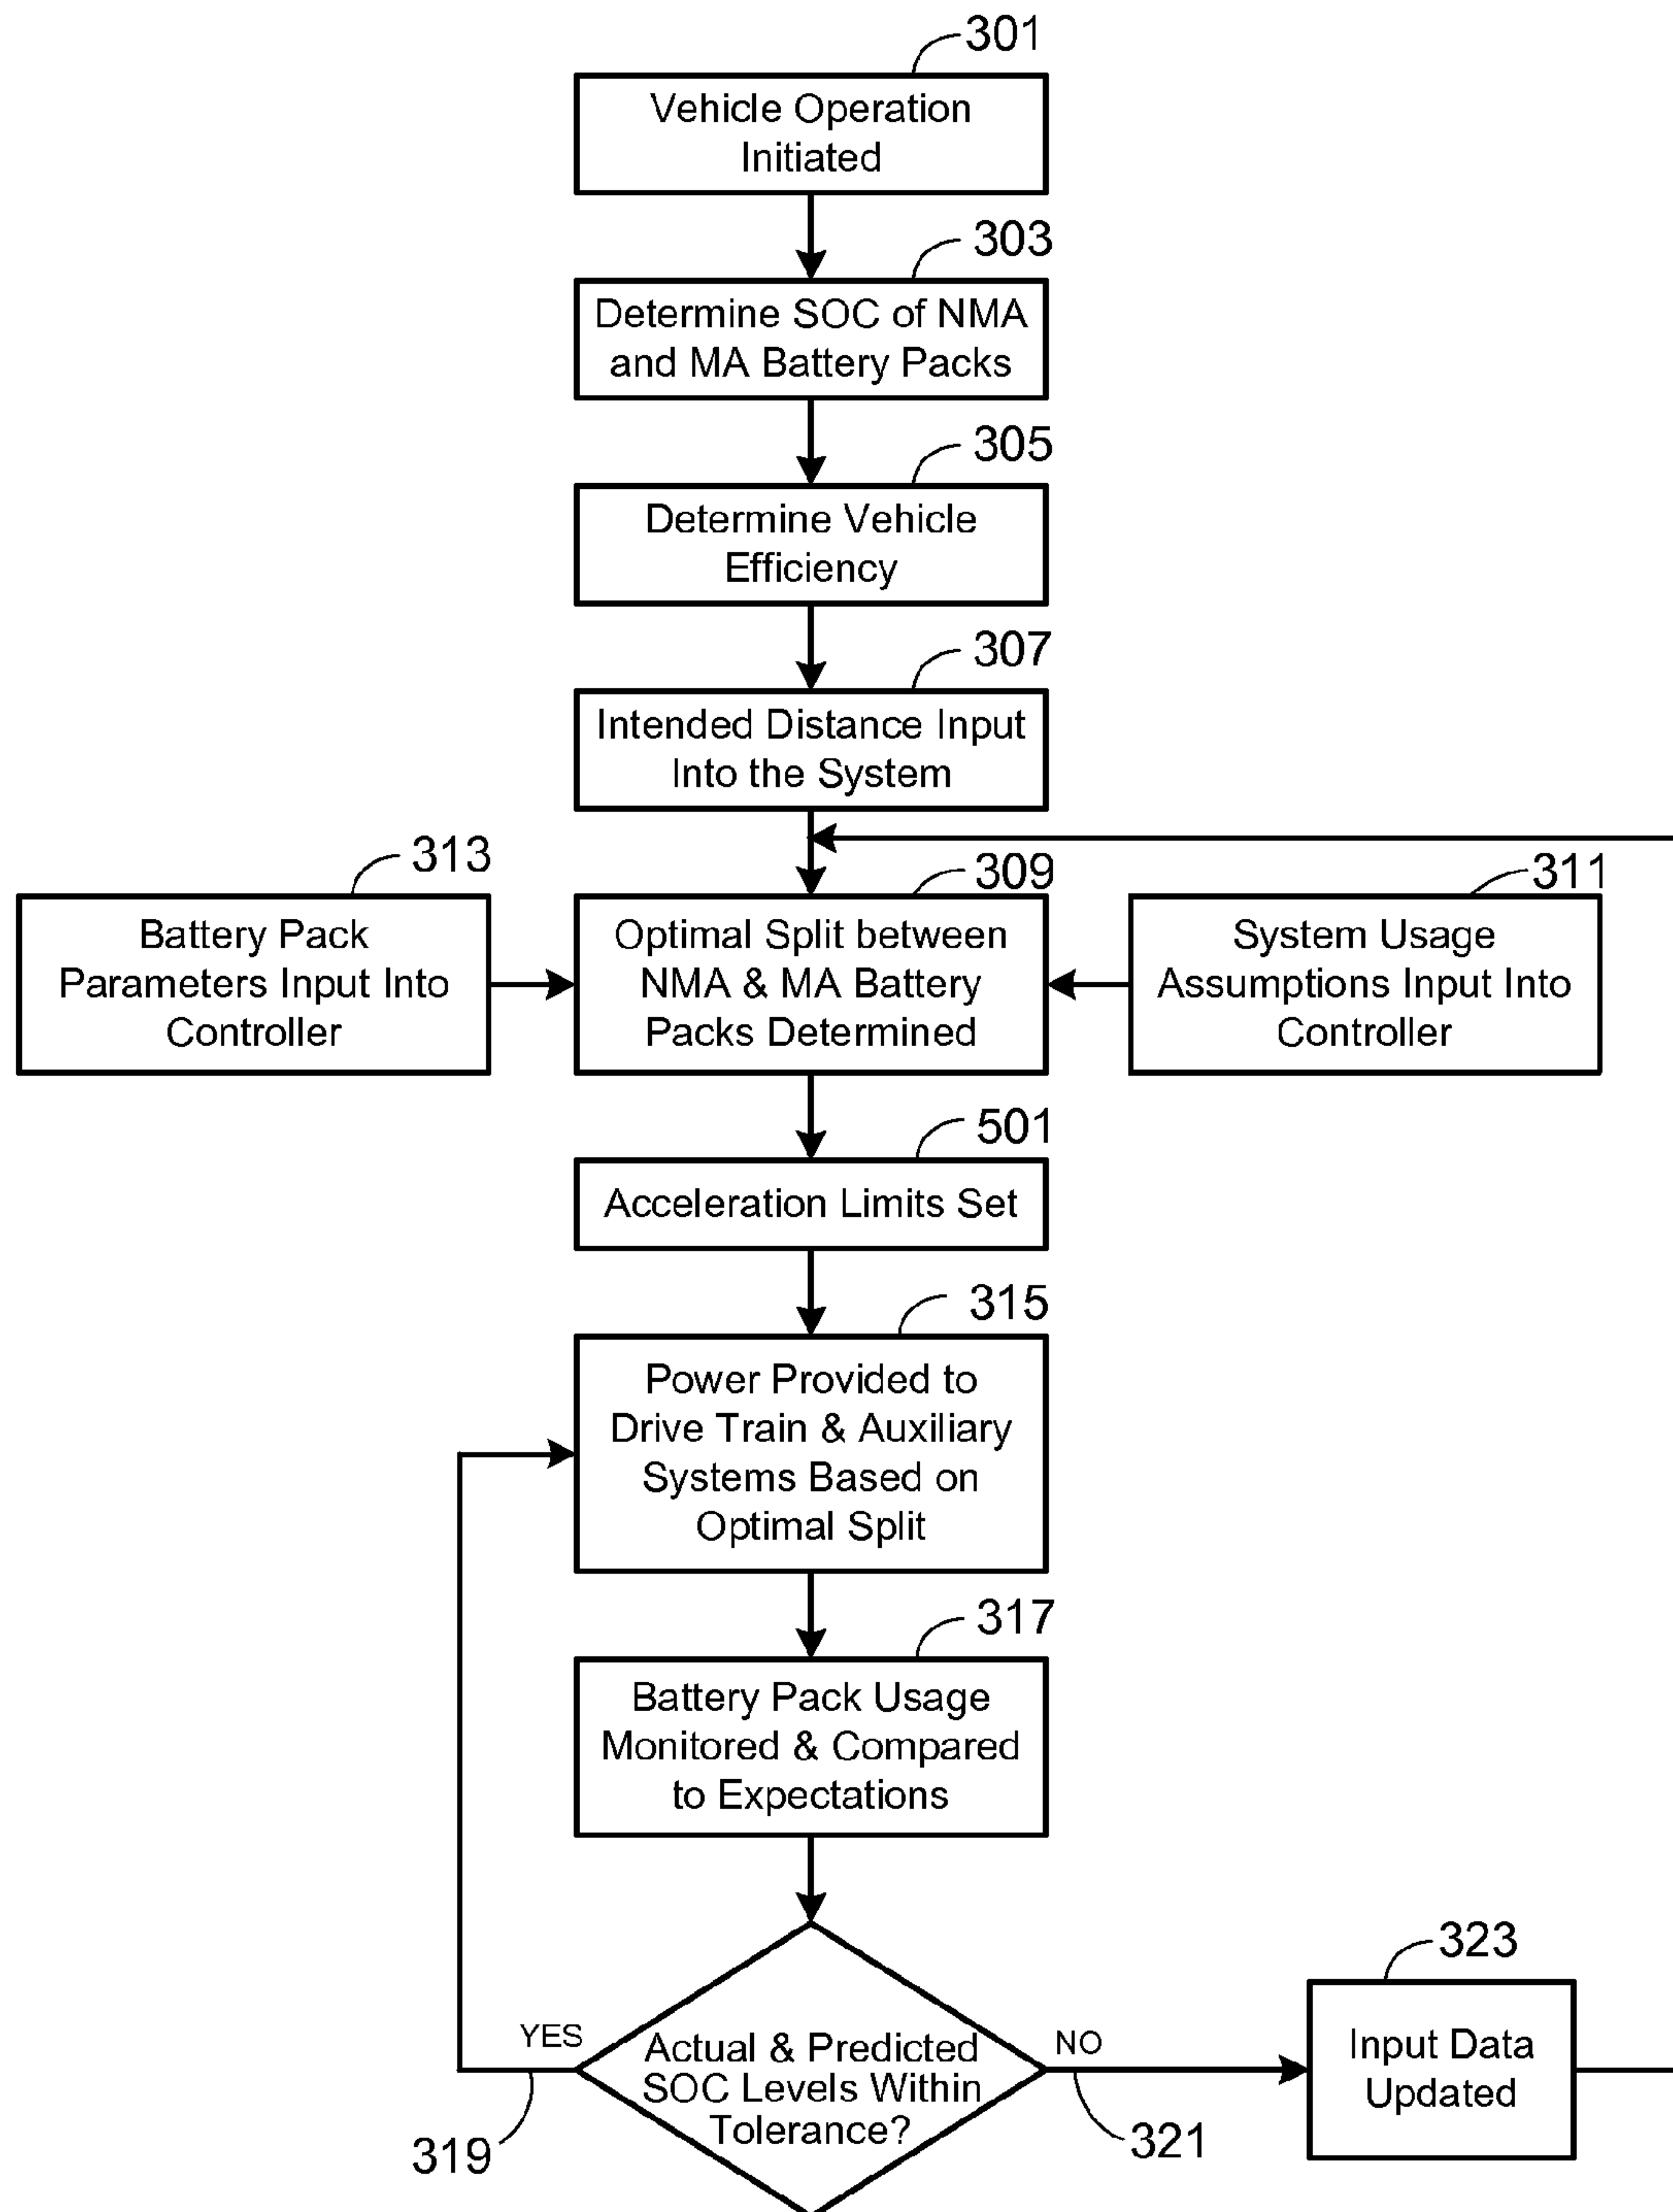 301
Vehicle Operation
Initiated
303
Determine SOC of NMA
and MA Battery Packs
305
Determine Vehicle
Efficiency
307
Intended Distance Input
Into the System
313
Battery Pack
Parameters Input Into
Controller
309
Optimal Split between
NMA & MA Battery
Packs Determined
311
System Usage
Assumptions Input Into
Controller
501
Acceleration Limits Set
315
Power Provided to
Drive Train & Auxiliary
Systems Based on
Optimal Split
317
Battery Pack Usage
Monitored & Compared
to Expectations
YES
319
Actual & Predicted
SOC Levels Within
Tolerance?
NO
321
323
Input Data
Updated